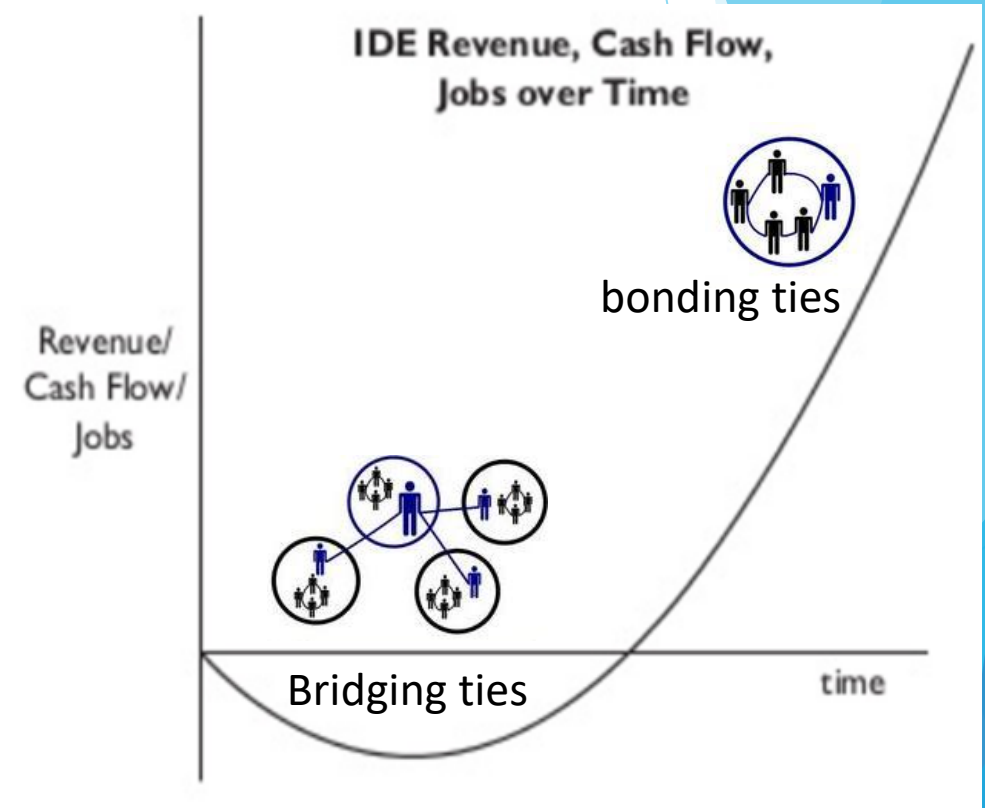 IDE Revenue, Cash Flow,
Jobs over Time
bonding ties
Revenue/
Cash Flow/
Jobs
Bridging ties
time